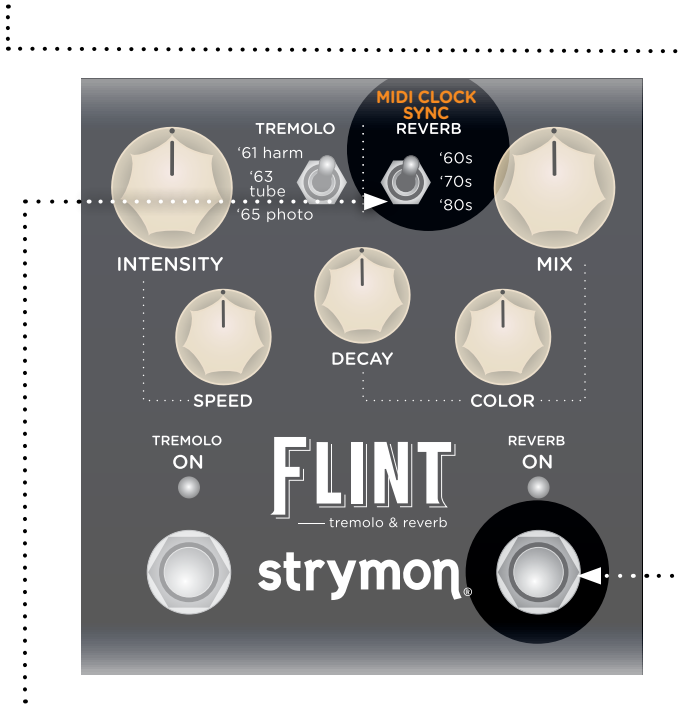 MIDI CLOCK
SYNC
TREMOLO
REVERB
‘61 harm
‘63
tube
‘65 photo
‘60s
‘70s
‘80s
INTENSITY
MIX
DECAY
SPEED
COLOR
TREMOLO
ON
REVERB
ON
FLINT
tremolo & reverb
strymon®